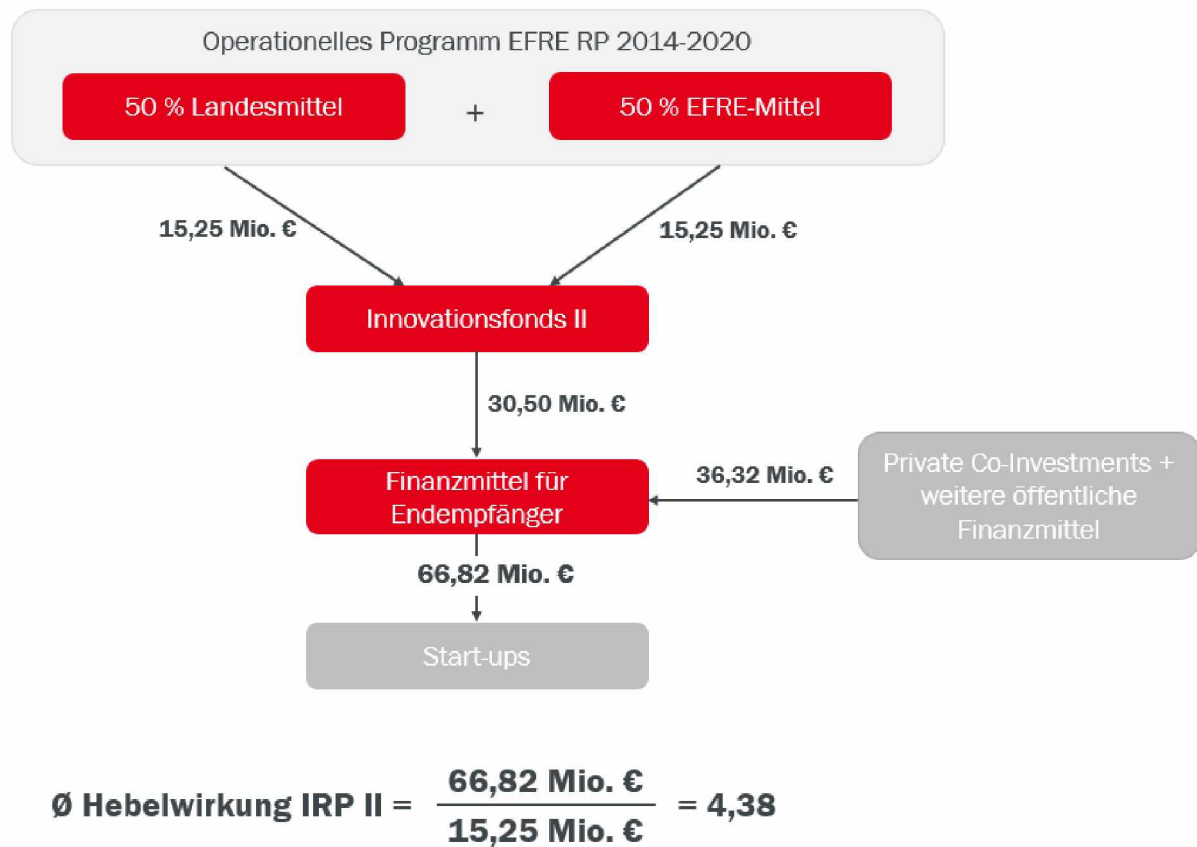 Operationelles Programm EFRE RP 2014-2020
50 % Landesmittel
+
50 % EFRE-Mittel
15,25 Mio. €
15,25 Mio. €
Innovationsfonds II
30,50 Mio. €
Finanzmittel für
Endempfänger
36,32 Mio. €
Private Co-Investments +
weitere öffentliche
Finanzmittel
66,82 Mio. €
Start-ups
Ø Hebelwirkung IRP II = 66,82 Mio. € / 15,25 Mio. € = 4,38